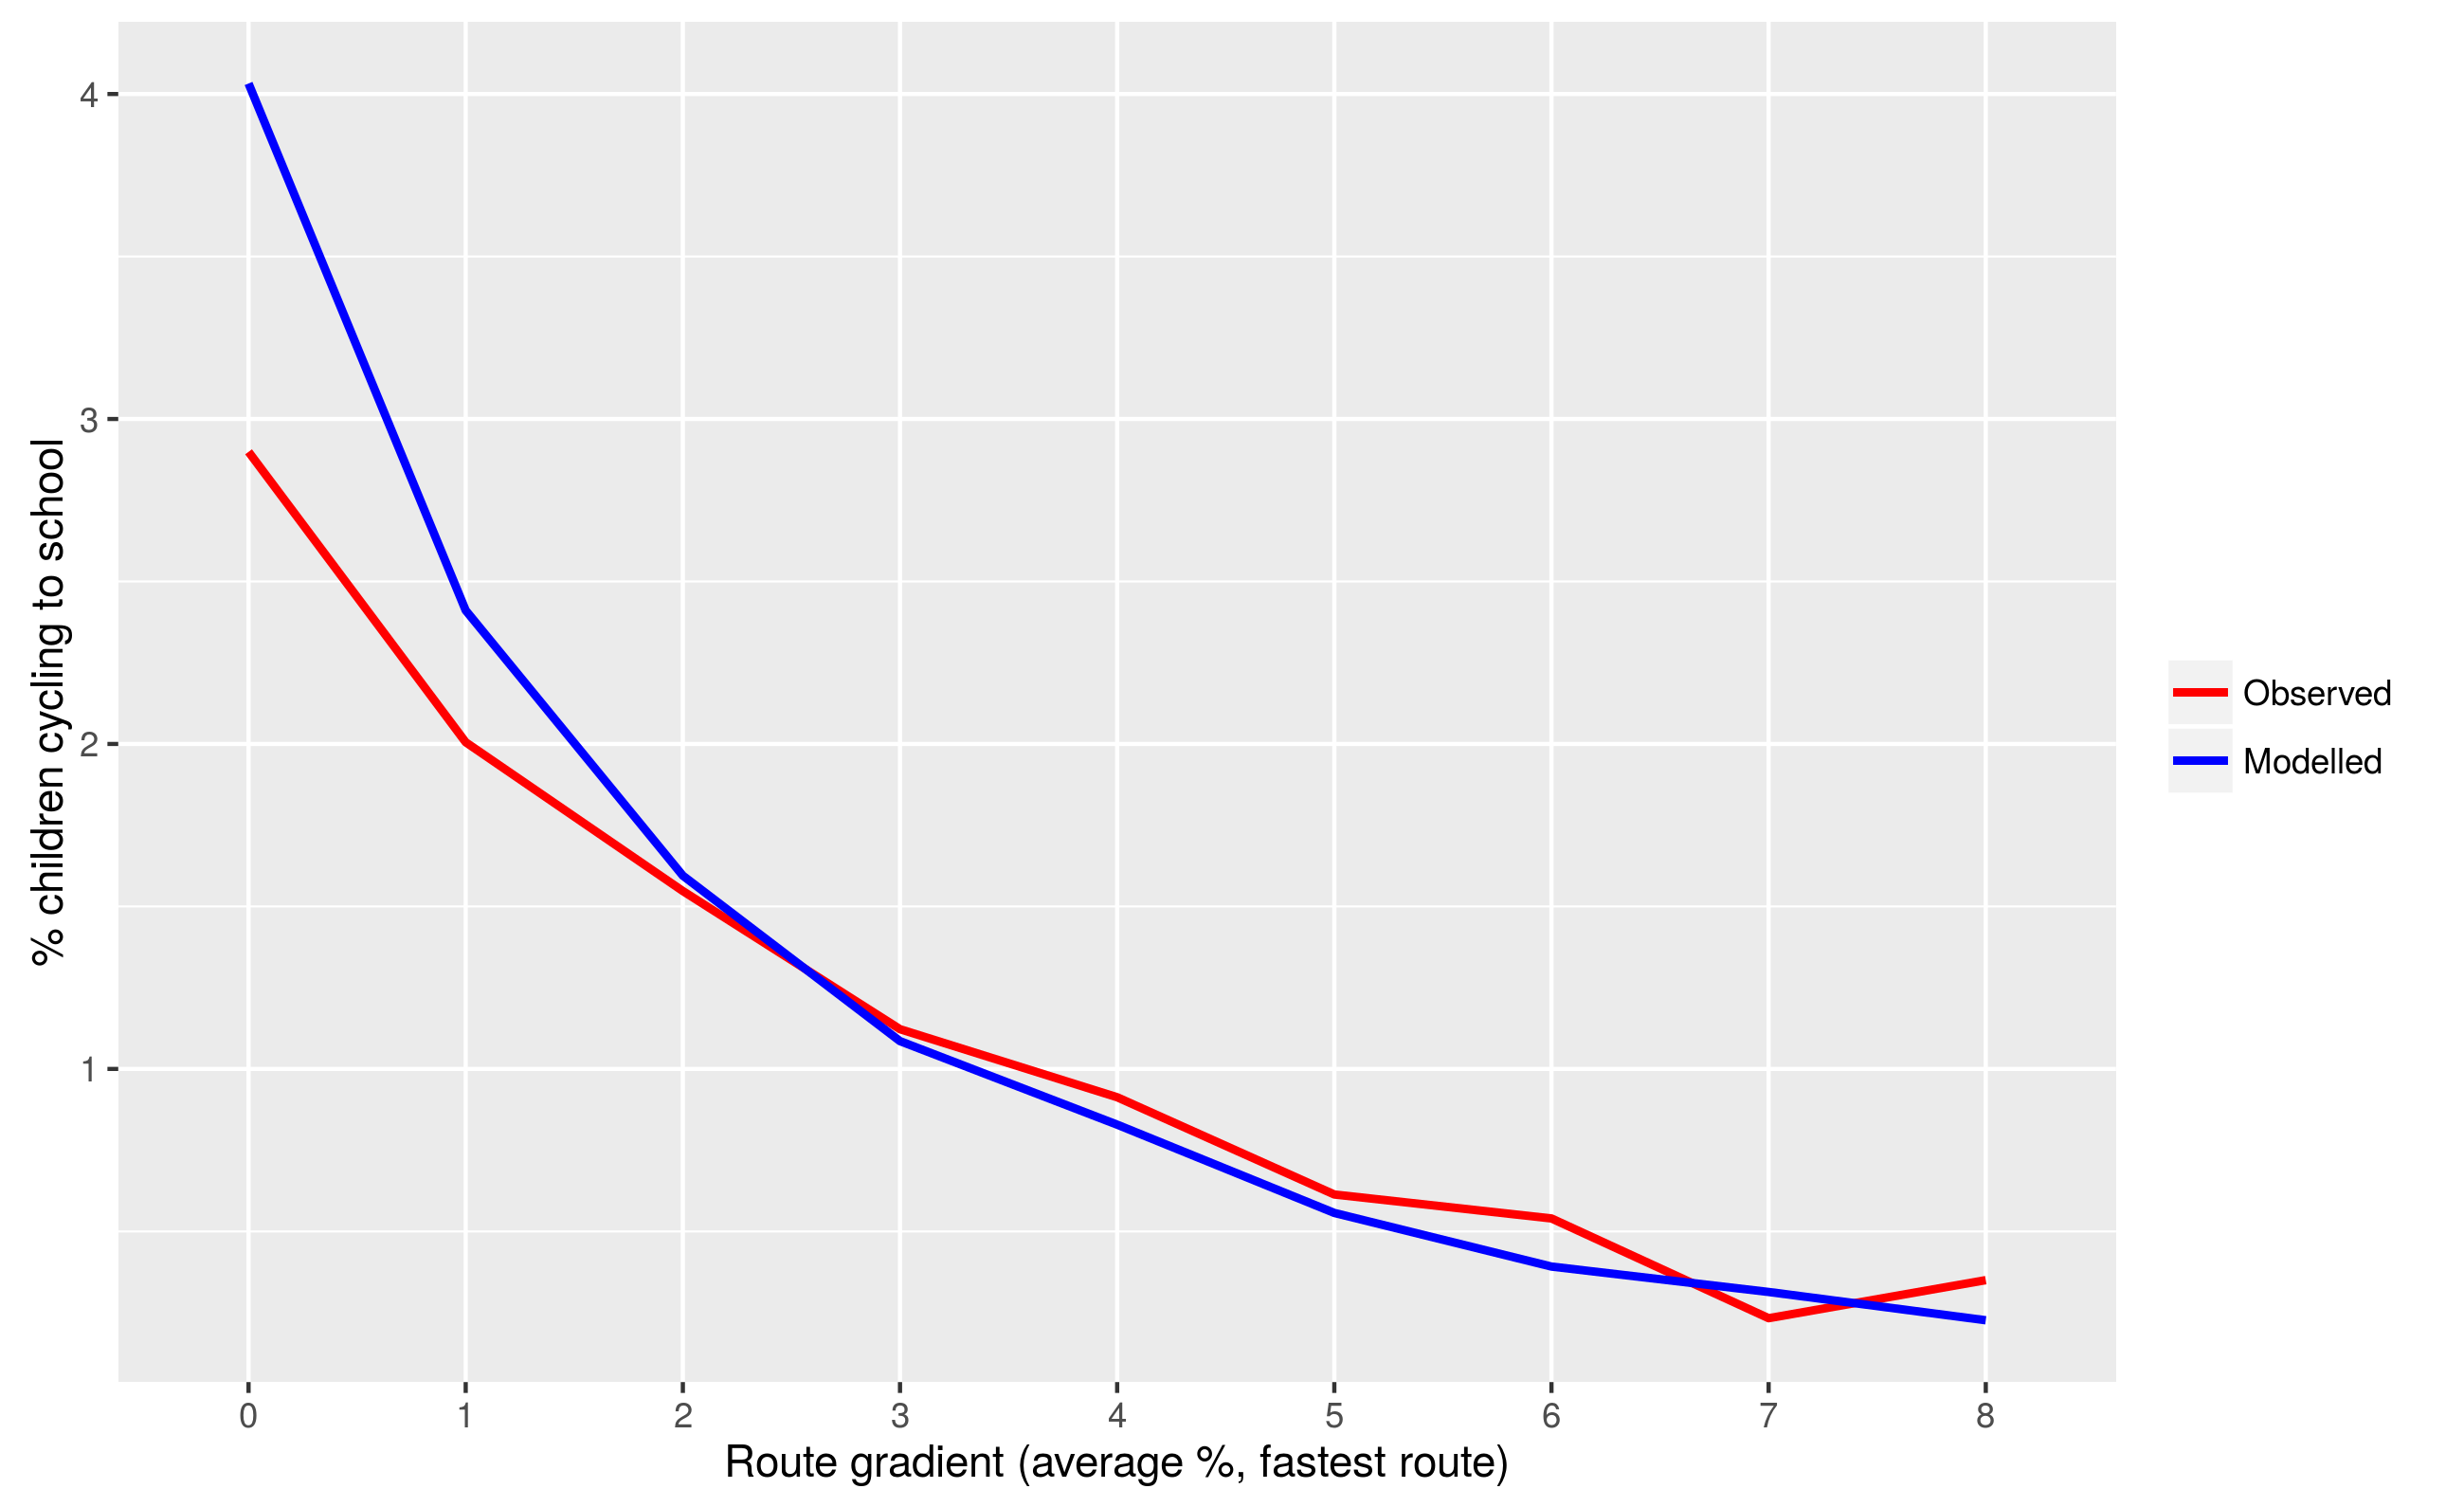 4
3
2
1
% children cycling to school
0 1 2 3 4 5 6 7 8
Route gradient (average %, fastest route)
Observed
Modelled